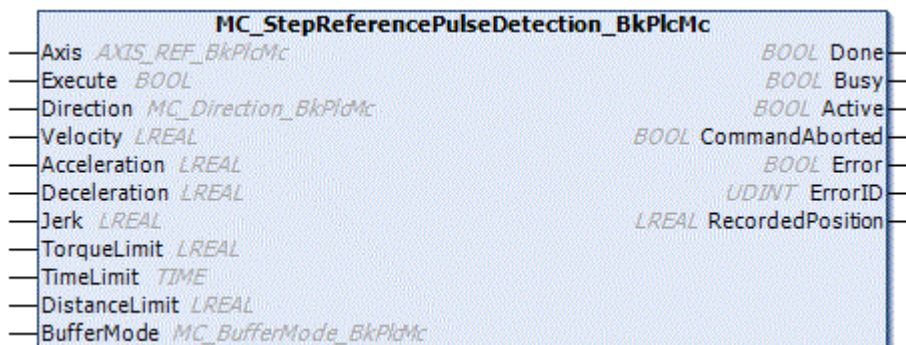 MC_StepReferencePulseDetection_BkPlcMc
Axis AXIS_REF_BkPlcMc BOOL Done
Execute BOOL BOOL Busy
Direction MC_Direction_BkPlcMc BOOL Active
Velocity LREAL BOOL CommandAborted
Acceleration LREAL BOOL Error
Deceleration LREAL UDINT ErrorID
Jerk LREAL LREAL RecordedPosition
TorqueLimit LREAL
TimeLimit TIME
DistanceLimit LREAL
BufferMode MC_BufferMode_BkPlcMc